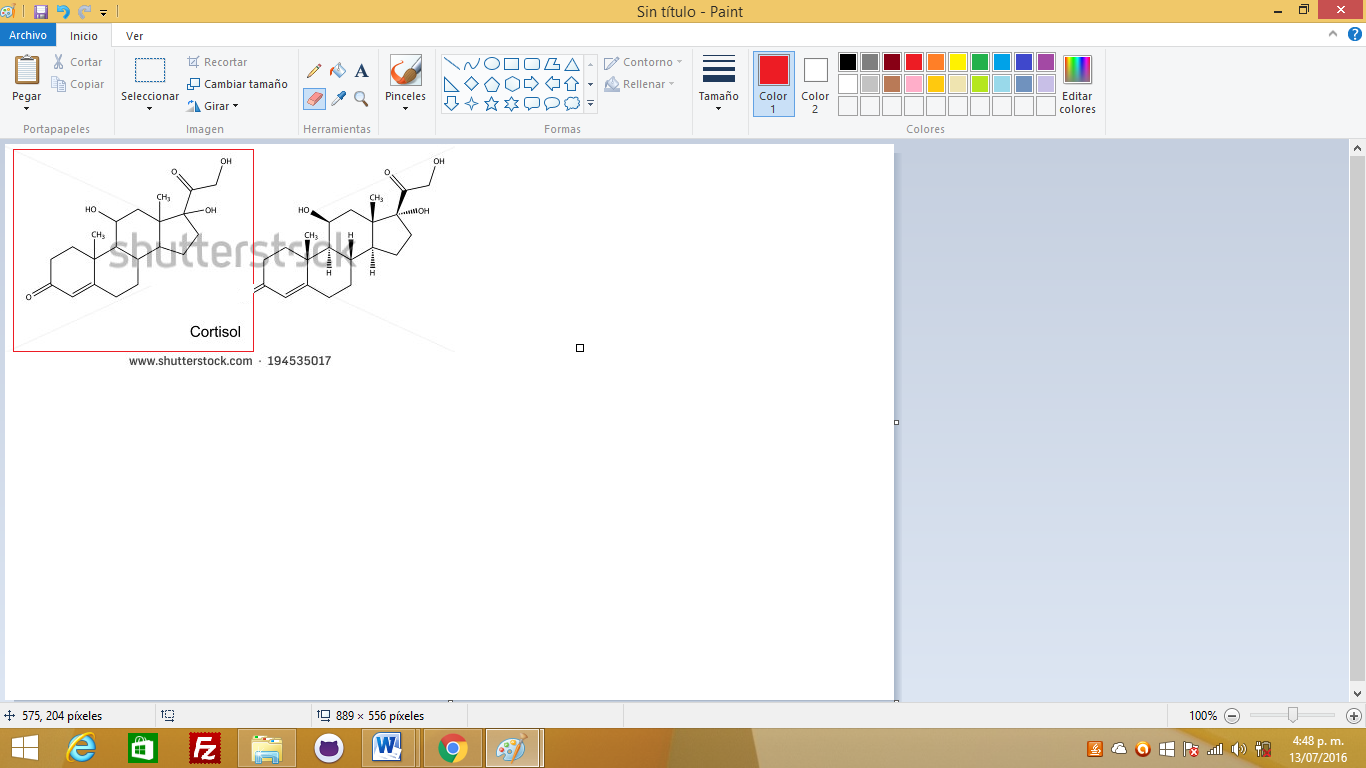 Sin título - Paint
Archivo
Inicio
Ver
Pegar
Cortar
Copiar
Portapapeles
Seleccionar
Recortar
Cambiar tamaño
Girar
Imagen
A
Herramientas
Pinceles
Contorno
Rellenar
Formas
Tamaño
Color
1
Color
2
Editar
colores
Colores
OH
O
CH3
HO
OH
CH3
O
Cortisol
OH
O
CH3
HO
OH
CH3
H
H
H
shutterstock
www.shutterstock.com · 194535017
575, 204 píxeles
889 × 556 píxeles
100%
4:48 p. m.
13/07/2016